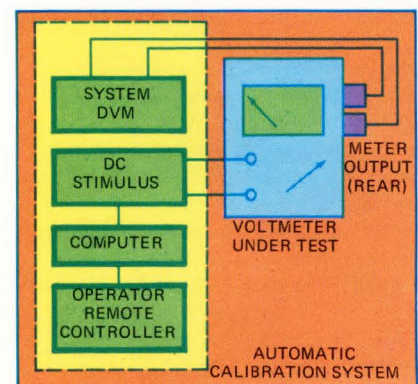 SYSTEM
DVM
DC
STIMULUS
COMPUTER
OPERATOR
REMOTE
CONTROLLER
METER
OUTPUT
(REAR)
VOLTMETER
UNDER TEST
AUTOMATIC
CALIBRATION SYSTEM